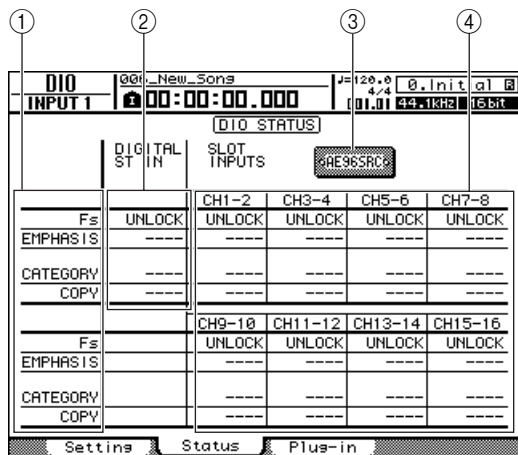 ① ② ③ ④
DIO 006_New_Song ♩=120.0 4/4 0.Init al
INPUT 1 00:00:00.000 001.01 44.1kHz 16bit
DIO STATUS
DIGITAL ST IN SLOT INPUTS AE96SRC
CH1-2 CH3-4 CH5-6 CH7-8
Fs UNLOCK UNLOCK UNLOCK UNLOCK UNLOCK
EMPHASIS ---- ---- ---- ---- ----
CATEGORY ---- ---- ---- ---- ----
COPY ---- ---- ---- ---- ----
CH9-10 CH11-12 CH13-14 CH15-16
Fs UNLOCK UNLOCK UNLOCK UNLOCK
EMPHASIS ---- ---- ---- ----
CATEGORY ---- ---- ---- ----
COPY ---- ---- ---- ----
Setting Status Plug-in